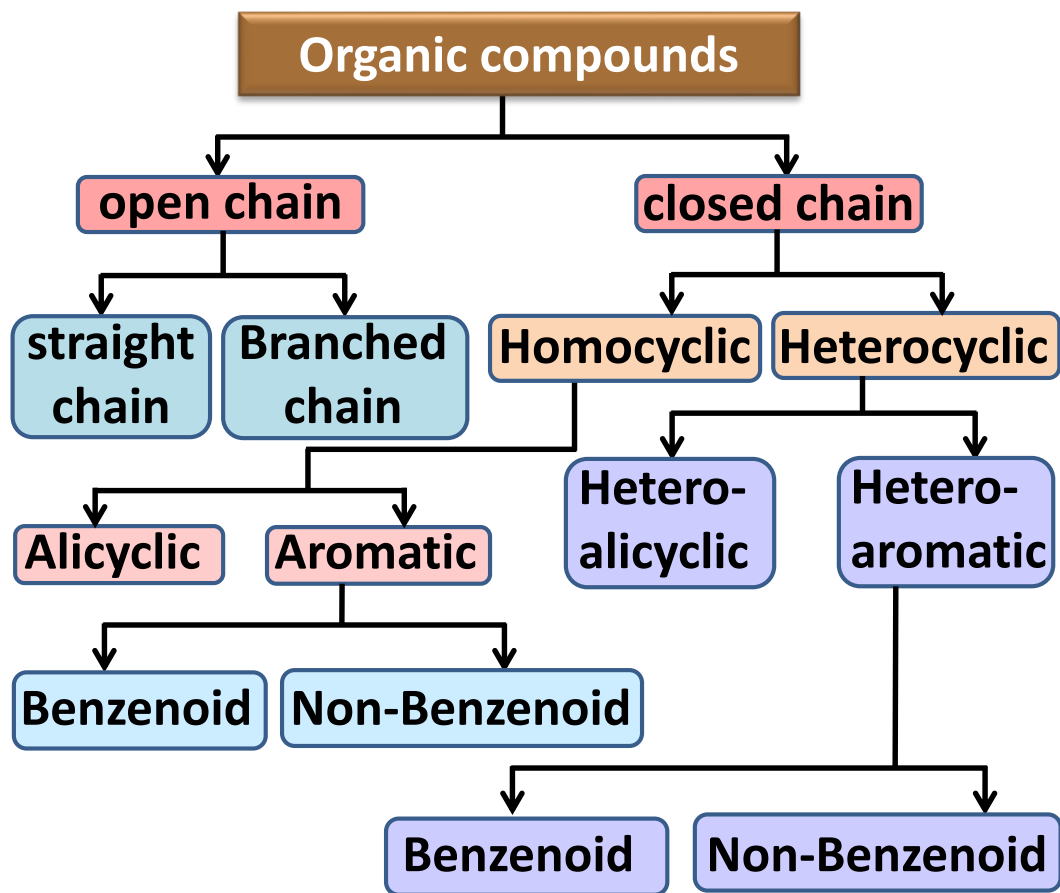 Organic compounds
open chain
closed chain
straight
chain
Branched
chain
Homocyclic
Heterocyclic
Hetero-
alicyclic
Hetero-
aromatic
Alicyclic
Aromatic
Benzenoid
Non-Benzenoid
Benzenoid
Non-Benzenoid